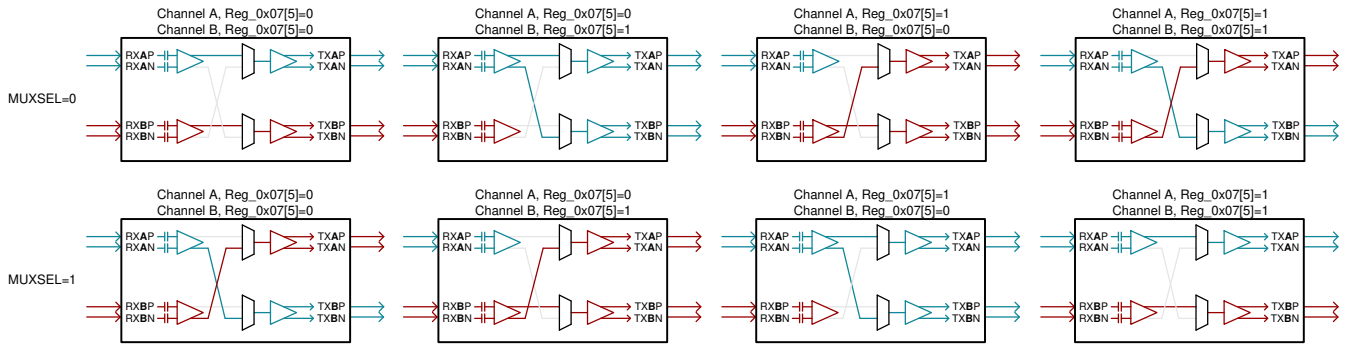 Channel A, Reg_0x07[5]=0
Channel B, Reg_0x07[5]=0
Channel A, Reg_0x07[5]=0
Channel B, Reg_0x07[5]=1
Channel A, Reg_0x07[5]=1
Channel B, Reg_0x07[5]=0
Channel A, Reg_0x07[5]=1
Channel B, Reg_0x07[5]=1
MUXSEL=0
RXAP TXAP
RXAN TXAN
RXBP TXBP
RXBN TXBN
RXAP TXAP
RXAN TXAN
RXBP TXBP
RXBN TXBN
RXAP TXAP
RXAN TXAN
RXBP TXBP
RXBN TXBN
RXAP TXAP
RXAN TXAN
RXBP TXBP
RXBN TXBN
Channel A, Reg_0x07[5]=0
Channel B, Reg_0x07[5]=0
Channel A, Reg_0x07[5]=0
Channel B, Reg_0x07[5]=1
Channel A, Reg_0x07[5]=1
Channel B, Reg_0x07[5]=0
Channel A, Reg_0x07[5]=1
Channel B, Reg_0x07[5]=1
MUXSEL=1
RXAP TXAP
RXAN TXAN
RXBP TXBP
RXBN TXBN
RXAP TXAP
RXAN TXAN
RXBP TXBP
RXBN TXBN
RXAP TXAP
RXAN TXAN
RXBP TXBP
RXBN TXBN
RXAP TXAP
RXAN TXAN
RXBP TXBP
RXBN TXBN